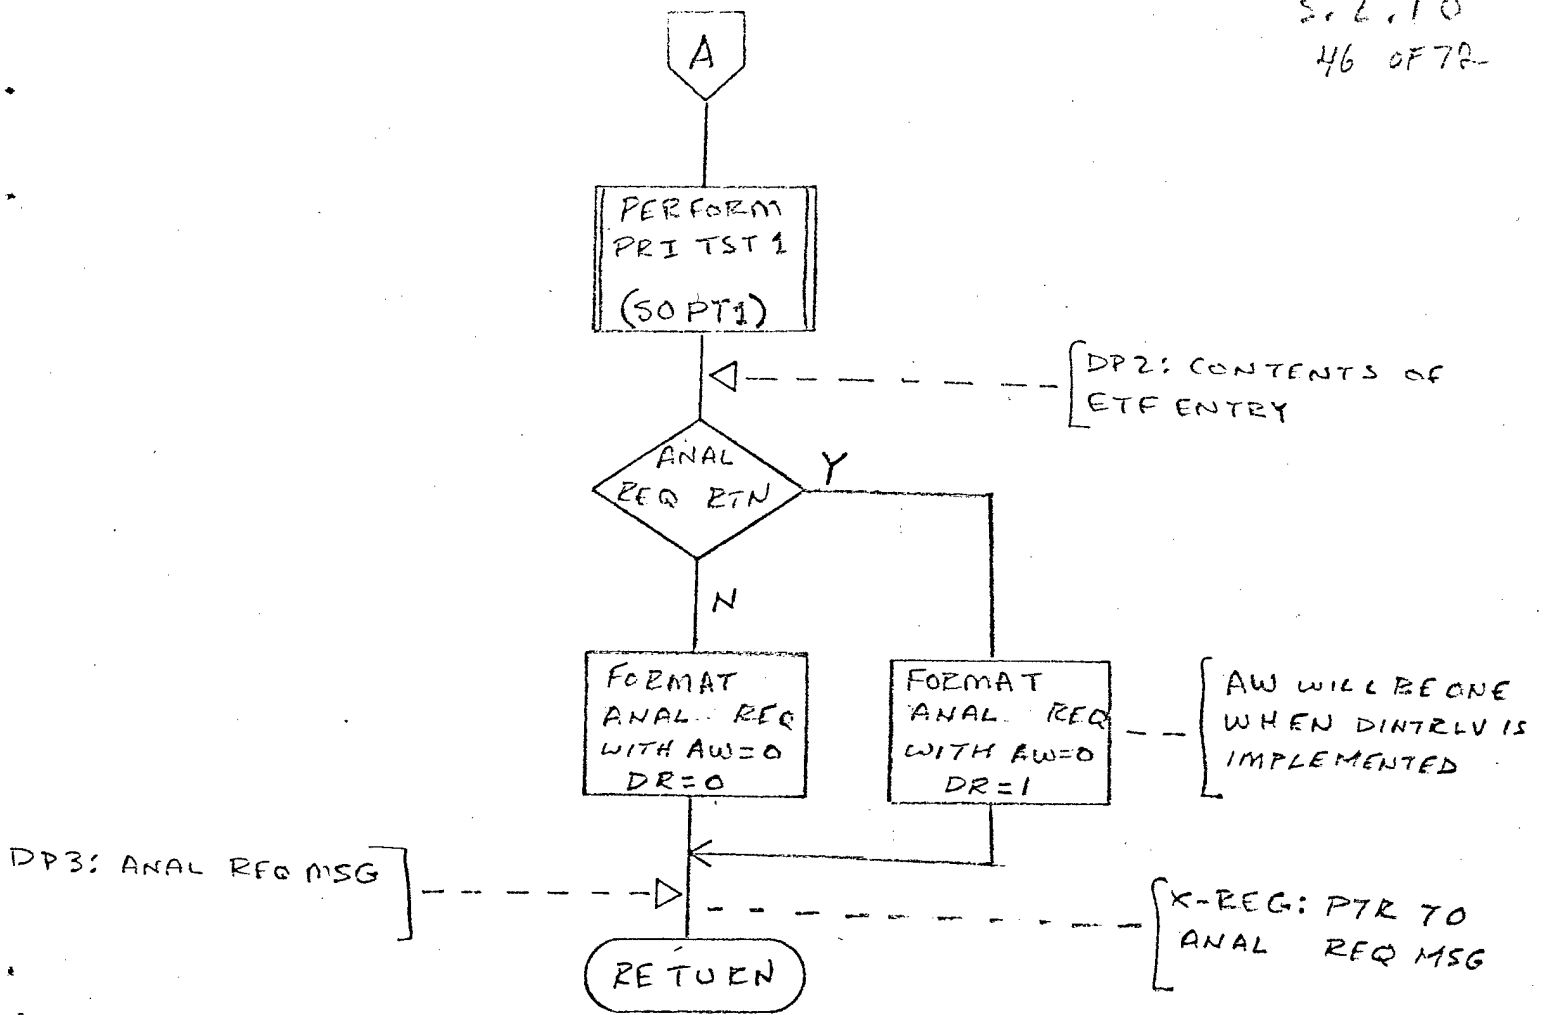 5.2.10
46 OF 72
A
PERFORM
PRI TST 1
(SOPT1)
DP2: CONTENTS OF
ETF ENTRY
ANAL
REQ RTN
Y
N
FORMAT
ANAL REQ
WITH AW=0
DR=0
FORMAT
ANAL REQ
WITH AW=0
DR=1
AW WILL BE ONE
WHEN DINTRLV IS
IMPLEMENTED
DP3: ANAL REQ MSG
X-REG: PTR TO
ANAL REQ MSG
RETURN